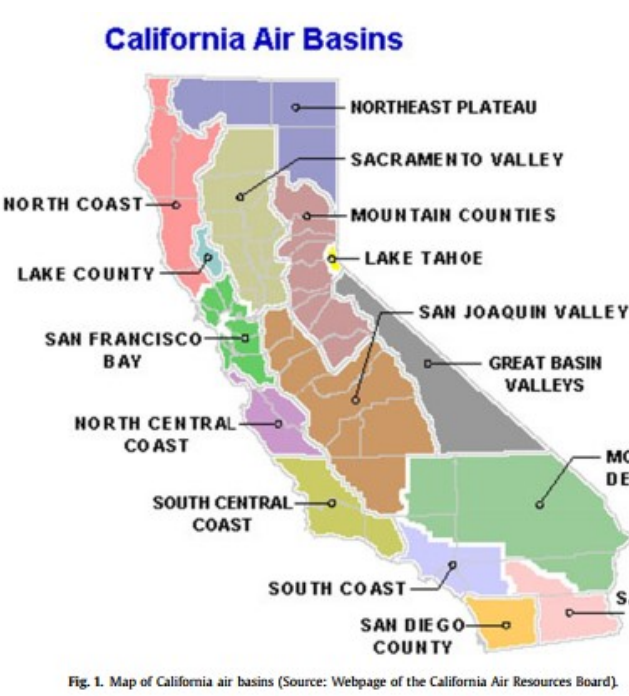 California Air Basins
NORTHEAST PLATEAU
SACRAMENTO VALLEY
NORTH COAST
MOUNTAIN COUNTIES
LAKE TAHOE
LAKE COUNTY
SAN JOAQUIN VALLEY
SAN FRANCISCO
BAY
GREAT BASIN
VALLEYS
NORTH CENTRAL
COAST
MO
DE
SOUTH CENTRAL
COAST
SOUTH COAST
S
SAN DIEGO
COUNTY
Fig. 1. Map of California air basins (Source: Webpage of the California Air Resources Board).